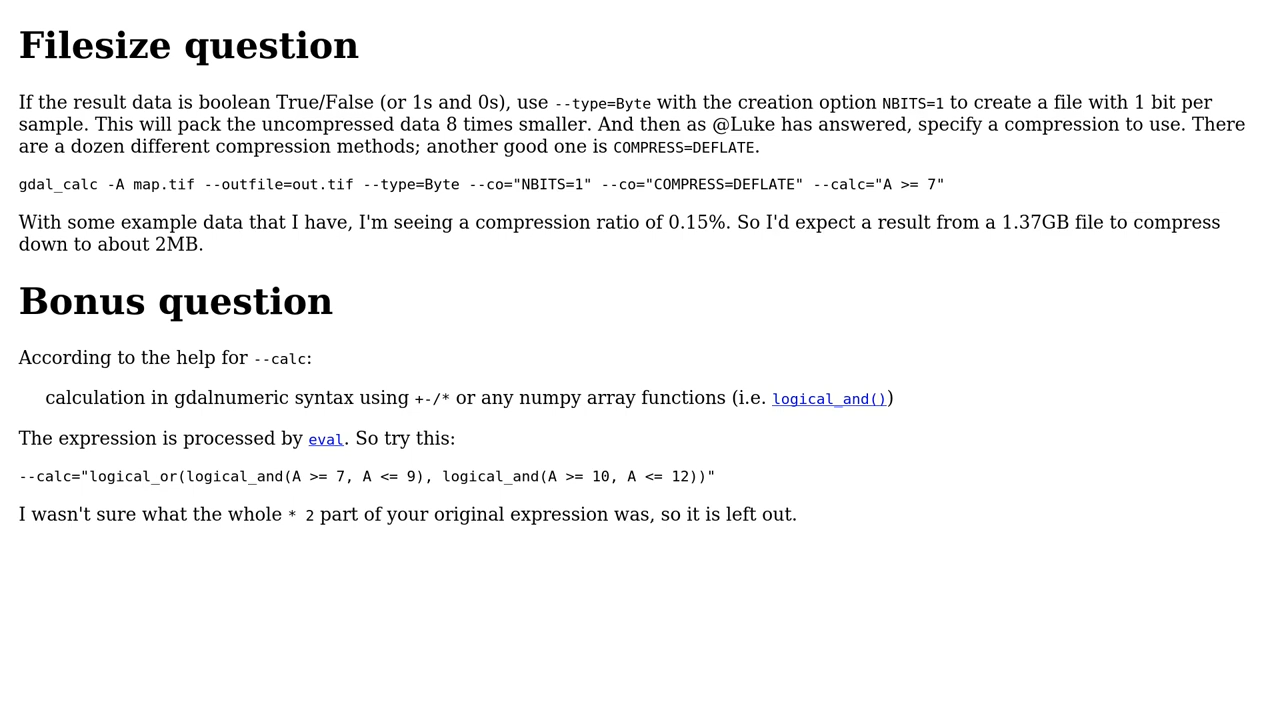 Filesize question
If the result data is boolean True/False (or 1s and 0s), use --type=Byte with the creation option NBITS=1 to create a file with 1 bit per
sample. This will pack the uncompressed data 8 times smaller. And then as @Luke has answered, specify a compression to use. There
are a dozen different compression methods; another good one is COMPRESS=DEFLATE.
gdal_calc -A map.tif --outfile=out.tif --type=Byte --co="NBITS=1" --co="COMPRESS=DEFLATE" --calc="A >= 7"
With some example data that I have, I'm seeing a compression ratio of 0.15%. So I'd expect a result from a 1.37GB file to compress
down to about 2MB.
Bonus question
According to the help for --calc:
calculation in gdalnumeric syntax using +-/* or any numpy array functions (i.e. logical_and())
The expression is processed by eval. So try this:
--calc="logical_or(logical_and(A >= 7, A <= 9), logical_and(A >= 10, A <= 12))"
I wasn't sure what the whole * 2 part of your original expression was, so it is left out.